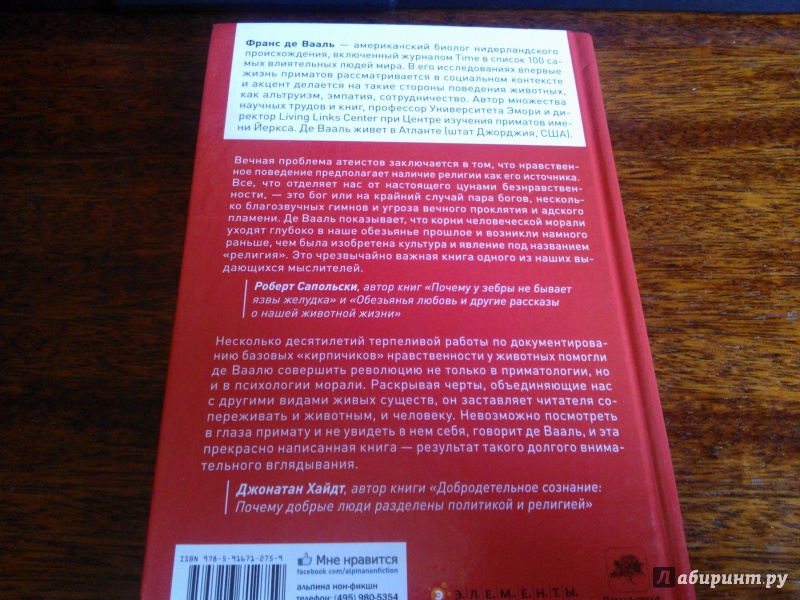 Франс де Вааль — американский биолог нидерландского
происхождения, включенный журналом Time в список 100 са-
мых влиятельных людей мира. В его исследованиях впервые
жизнь приматов рассматривается в социальном контексте
и акцент делается на такие стороны поведения животных,
как альтруизм, эмпатия, сотрудничество. Автор множества
научных трудов и книг, профессор Университета Эмори и ди-
ректор Living Links Center при Центре изучения приматов име-
ни Йеркса. Де Вааль живет в Атланте (штат Джорджия, США).
Вечная проблема атеистов заключается в том, что нравствен-
ное поведение предполагает наличие религии как его источника.
Все, что отделяет нас от настоящего цунами безнравствен-
ности, — это бог или на крайний случай пара богов, несколь-
ко благозвучных гимнов и угроза вечного проклятия и адского
пламени. Де Вааль показывает, что корни человеческой морали
уходят глубоко в наше обезьянье прошлое и возникли намного
раньше, чем была изобретена культура и явление под названием
«религия». Это чрезвычайно важная книга одного из наших вы-
дающихся мыслителей.
Роберт Сапольски, автор книг «Почему у зебры не бывает
язвы желудка» и «Обезьянья любовь и другие рассказы
о нашей животной жизни»
Несколько десятилетий терпеливой работы по документирова-
нию базовых «кирпичиков» нравственности у животных помогли
де Ваалю совершить революцию не только в приматологии, но
и в психологии морали. Раскрывая черты, объединяющие нас
с другими видами живых существ, он заставляет читателя со-
переживать и животным, и человеку. Невозможно посмотреть
в глаза примату и не увидеть в нем себя, говорит де Вааль, и эта
прекрасно написанная книга — результат такого долгого внима-
тельного вглядывания.
Джонатан Хайдт, автор книги «Добродетельное сознание:
Почему добрые люди разделены политикой и религией»
ISBN 978-5-91671-275-9
Мне нравится
facebook.com/alpinanonfiction
альпина нон-фикшн
телефон: (495) 980-5354
ЭЛЕМЕНТЫ
Лабиринт.ру